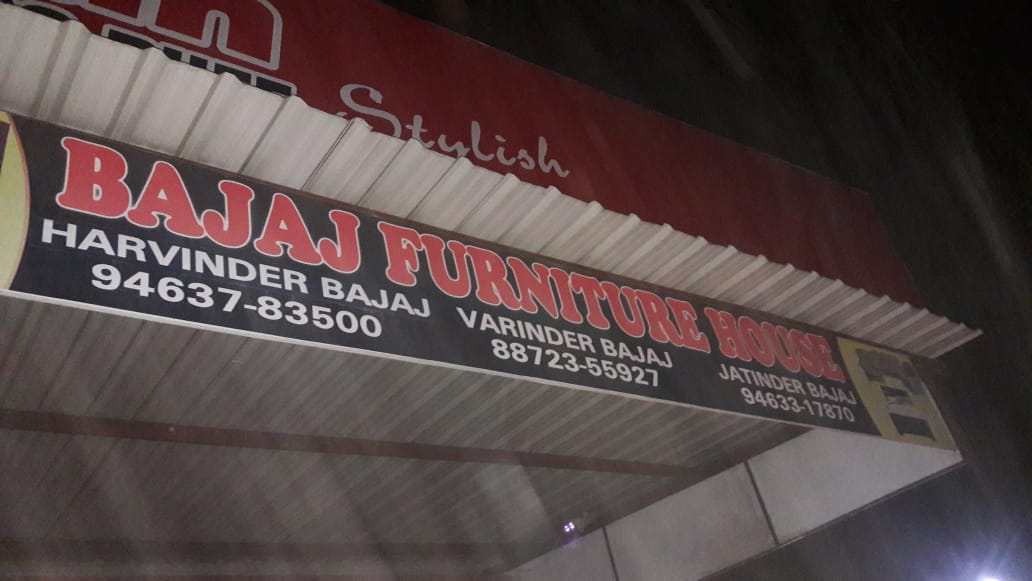 Stylish
BAJAJ FURNITURE HOUSE
HARVINDER BAJAJ
94637-83500
VARINDER BAJAJ
88723-55927
JATINDER BAJAJ
94633-17870